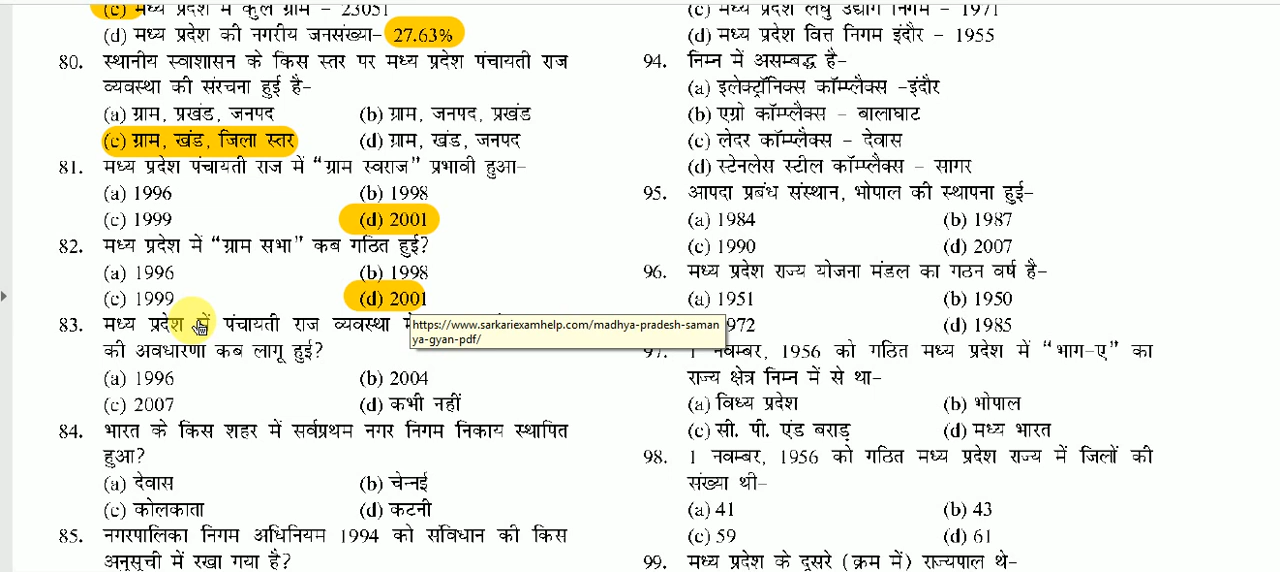 (c) मध्य प्रदेश में कुल ग्राम – 23051
(d) मध्य प्रदेश की नगरीय जनसंख्या– 27.63%
80. स्थानीय स्वाशासन के किस स्तर पर मध्य प्रदेश पंचायती राज
व्यवस्था की संरचना हुई है–
(a) ग्राम, प्रखंड, जनपद (b) ग्राम, जनपद, प्रखंड
(c) ग्राम, खंड, जिला स्तर (d) ग्राम, खंड, जनपद
81. मध्य प्रदेश पंचायती राज में “ग्राम स्वराज” प्रभावी हुआ–
(a) 1996 (b) 1998
(c) 1999 (d) 2001
82. मध्य प्रदेश में “ग्राम सभा” कब गठित हुई?
(a) 1996 (b) 1998
(c) 1999 (d) 2001
83. मध्य प्रदेश में पंचायती राज व्यवस्था
की अवधारणा कब लागू हुई?
(a) 1996 (b) 2004
(c) 2007 (d) कभी नहीं
84. भारत के किस शहर में सर्वप्रथम नगर निगम निकाय स्थापित
हुआ?
(a) देवास (b) चेन्नई
(c) कोलकाता (d) कटनी
85. नगरपालिका निगम अधिनियम 1994 को संविधान की किस
अनुसूची में रखा गया है?
https://www.sarkariexamhelp.com/madhya-pradesh-saman
ya-gyan-pdf/
(c) मध्य प्रदेश लघु उद्योग निगम – 1971
(d) मध्य प्रदेश वित्त निगम इंदौर – 1955
94. निम्न में असम्बद्ध है–
(a) इलेक्ट्रॉनिक्स कॉम्प्लैक्स –इंदौर
(b) एग्रो कॉम्प्लैक्स – बालाघाट
(c) लेदर कॉम्प्लैक्स – देवास
(d) स्टेनलेस स्टील कॉम्प्लैक्स – सागर
95. आपदा प्रबंध संस्थान, भोपाल की स्थापना हुई–
(a) 1984 (b) 1987
(c) 1990 (d) 2007
96. मध्य प्रदेश राज्य योजना मंडल का गठन वर्ष है–
(a) 1951 (b) 1950
972 (d) 1985
97. 1 नवम्बर, 1956 को गठित मध्य प्रदेश में “भाग-ए” का
राज्य क्षेत्र निम्न में से था–
(a) विध्य प्रदेश (b) भोपाल
(c) सी. पी. एंड बराड़ (d) मध्य भारत
98. 1 नवम्बर, 1956 को गठित मध्य प्रदेश राज्य में जिलों की
संख्या थी–
(a) 41 (b) 43
(c) 59 (d) 61
99. मध्य प्रदेश के दूसरे (क्रम में) राज्यपाल थे–